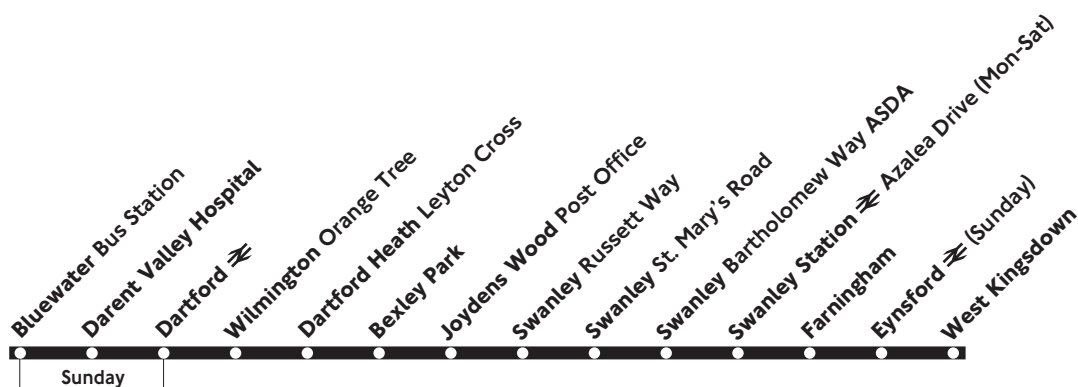 Bluewater Bus Station
Darent Valley Hospital
Dartford
Wilmington Orange Tree
Dartford Heath Leyton Cross
Bexley Park
Joydens Wood Post Office
Swanley Russett Way
Swanley St. Mary's Road
Swanley Bartholomew Way ASDA
Swanley Station Azalea Drive (Mon-Sat)
Farningham
Eynsford (Sunday)
West Kingsdown
Sunday